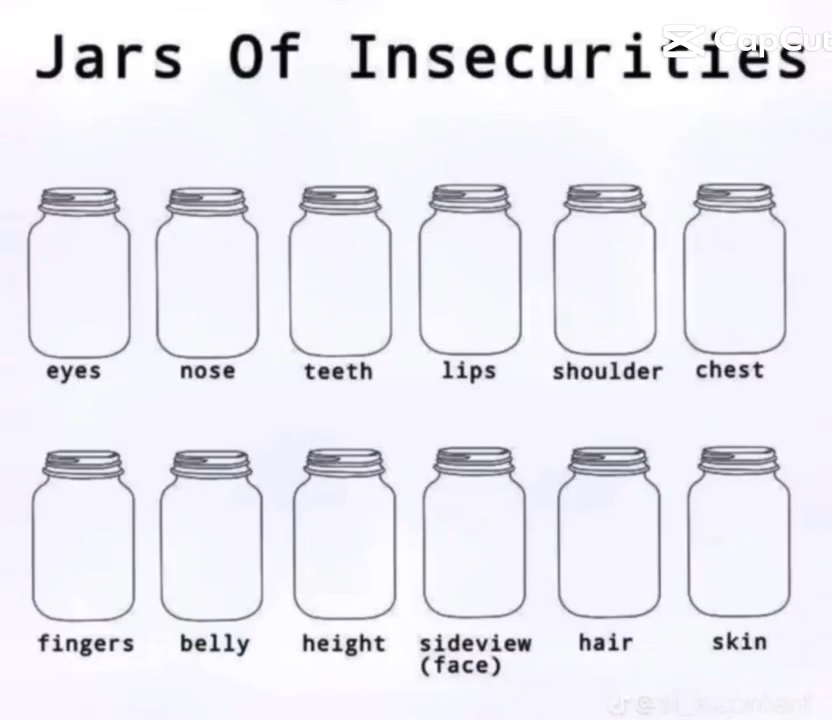 Jars Of Insecurities
CapCut
eyes nose teeth lips shoulder chest
fingers belly height sideview hair skin
(face)